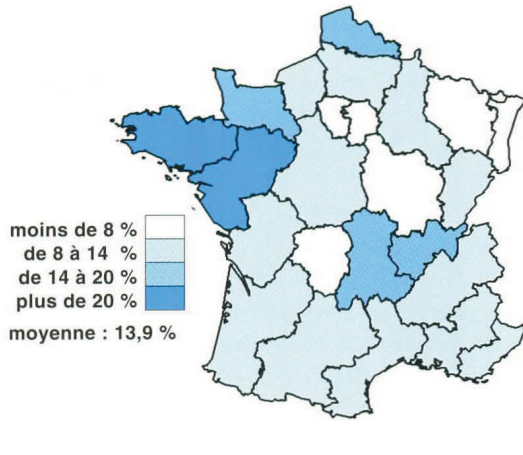 moins de 8 %
de 8 à 14 %
de 14 à 20 %
plus de 20 %
moyenne : 13,9 %